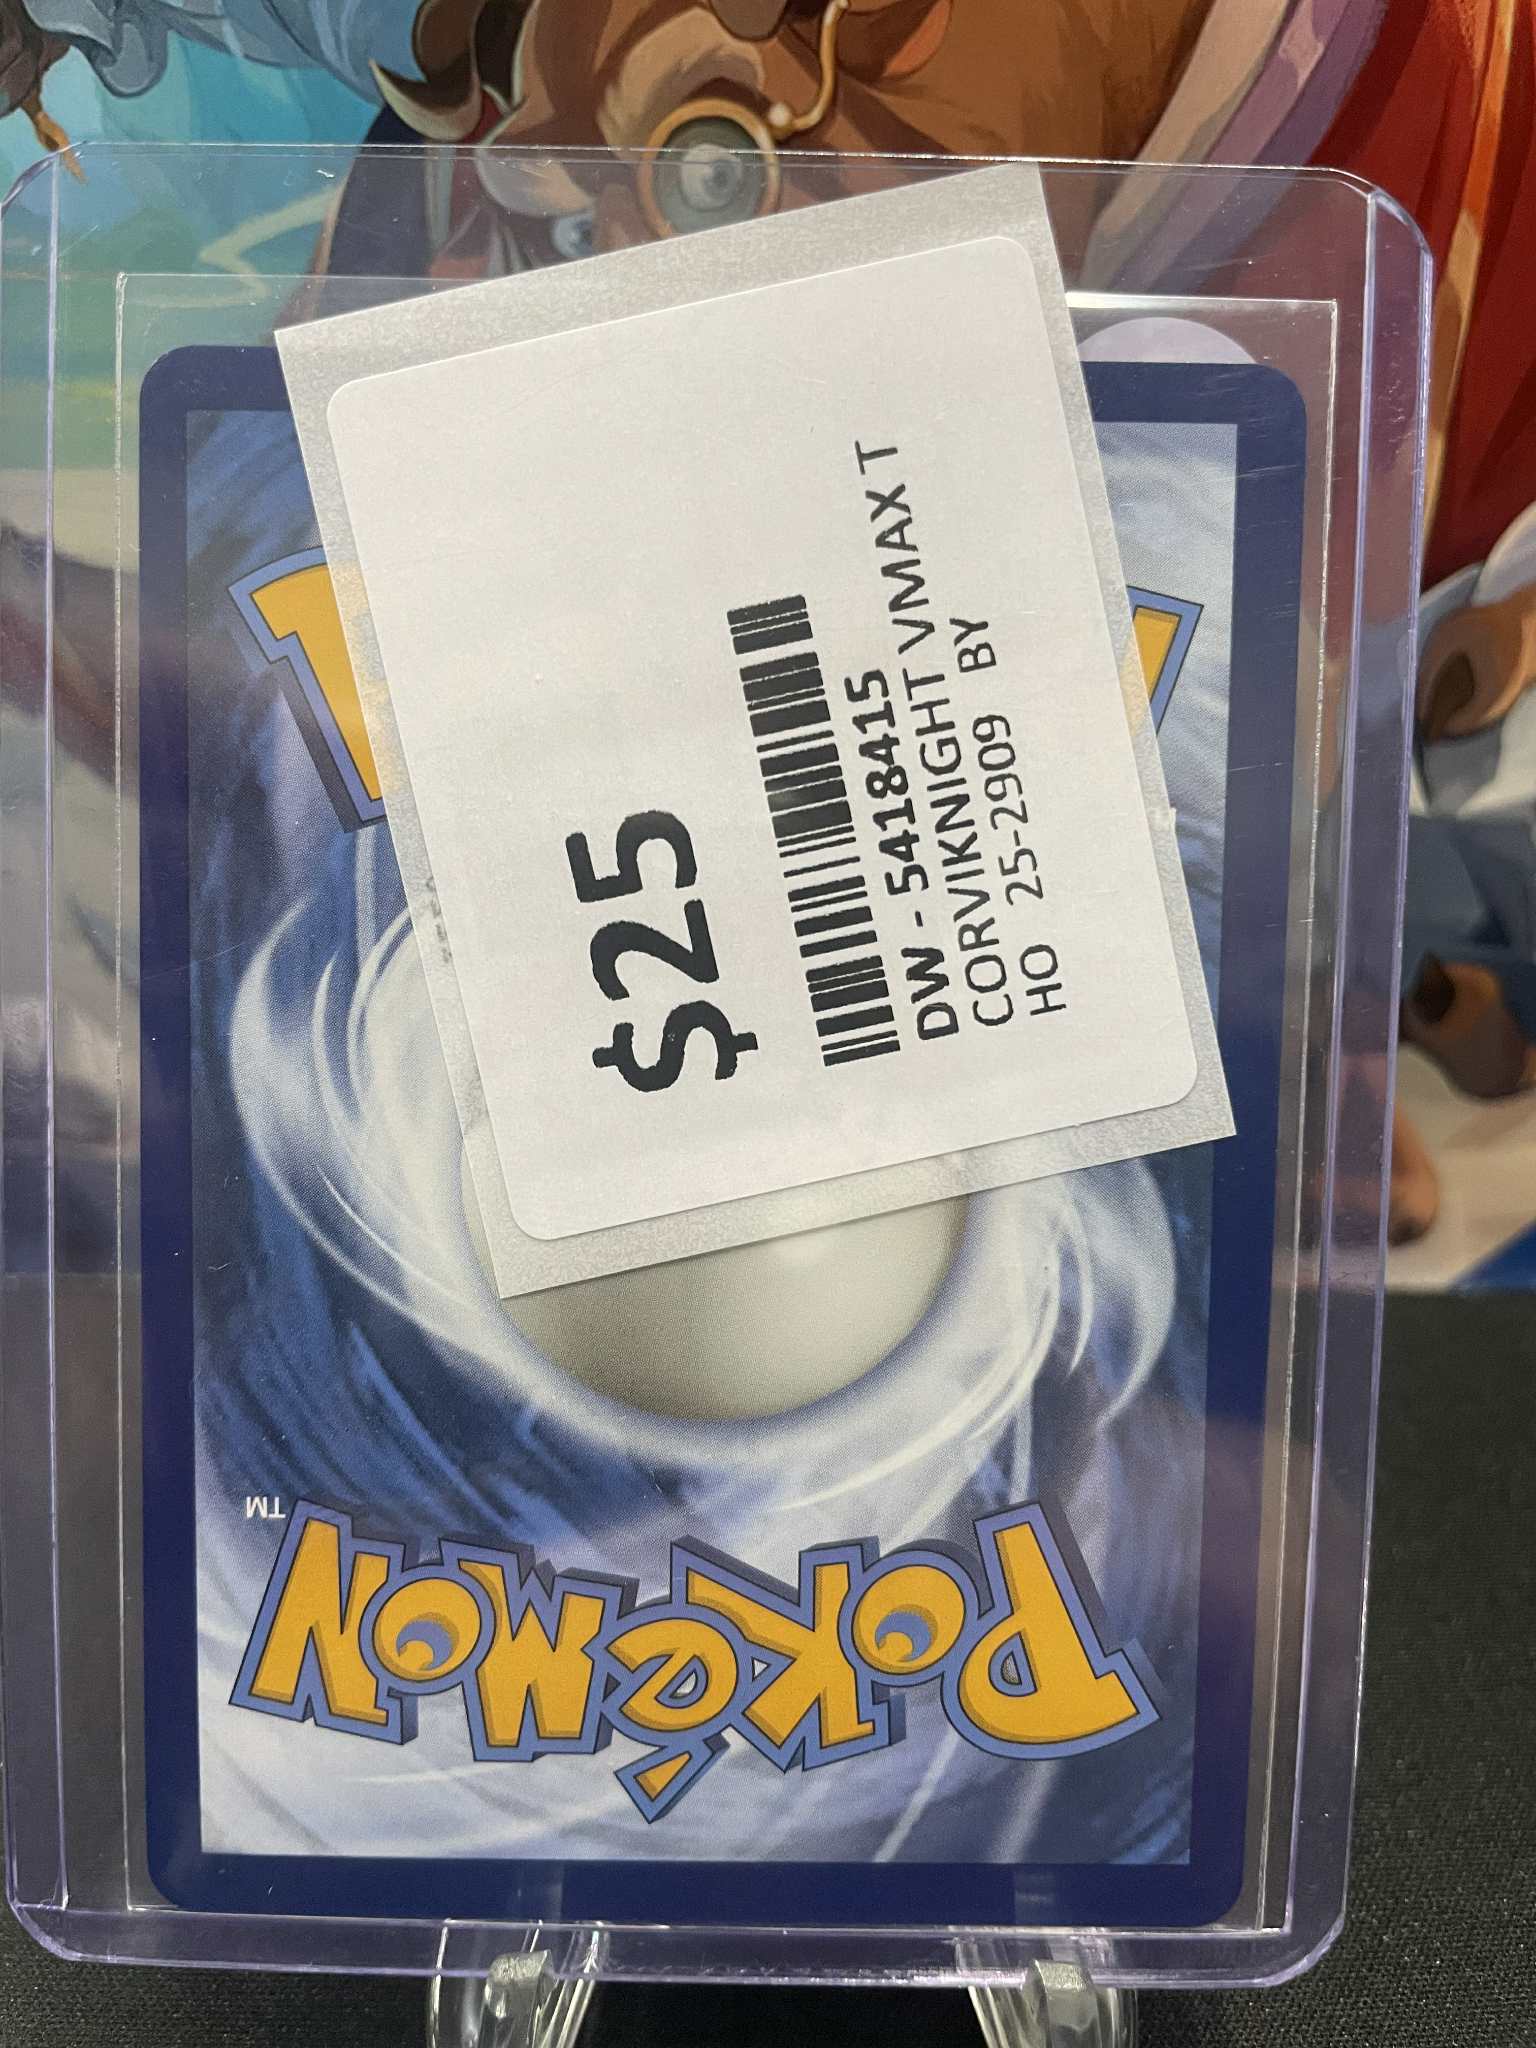 $25
DW - 5418415
CORVIKNIGHT VMAX T
HO 25-2909 BY
Pokémon
TM